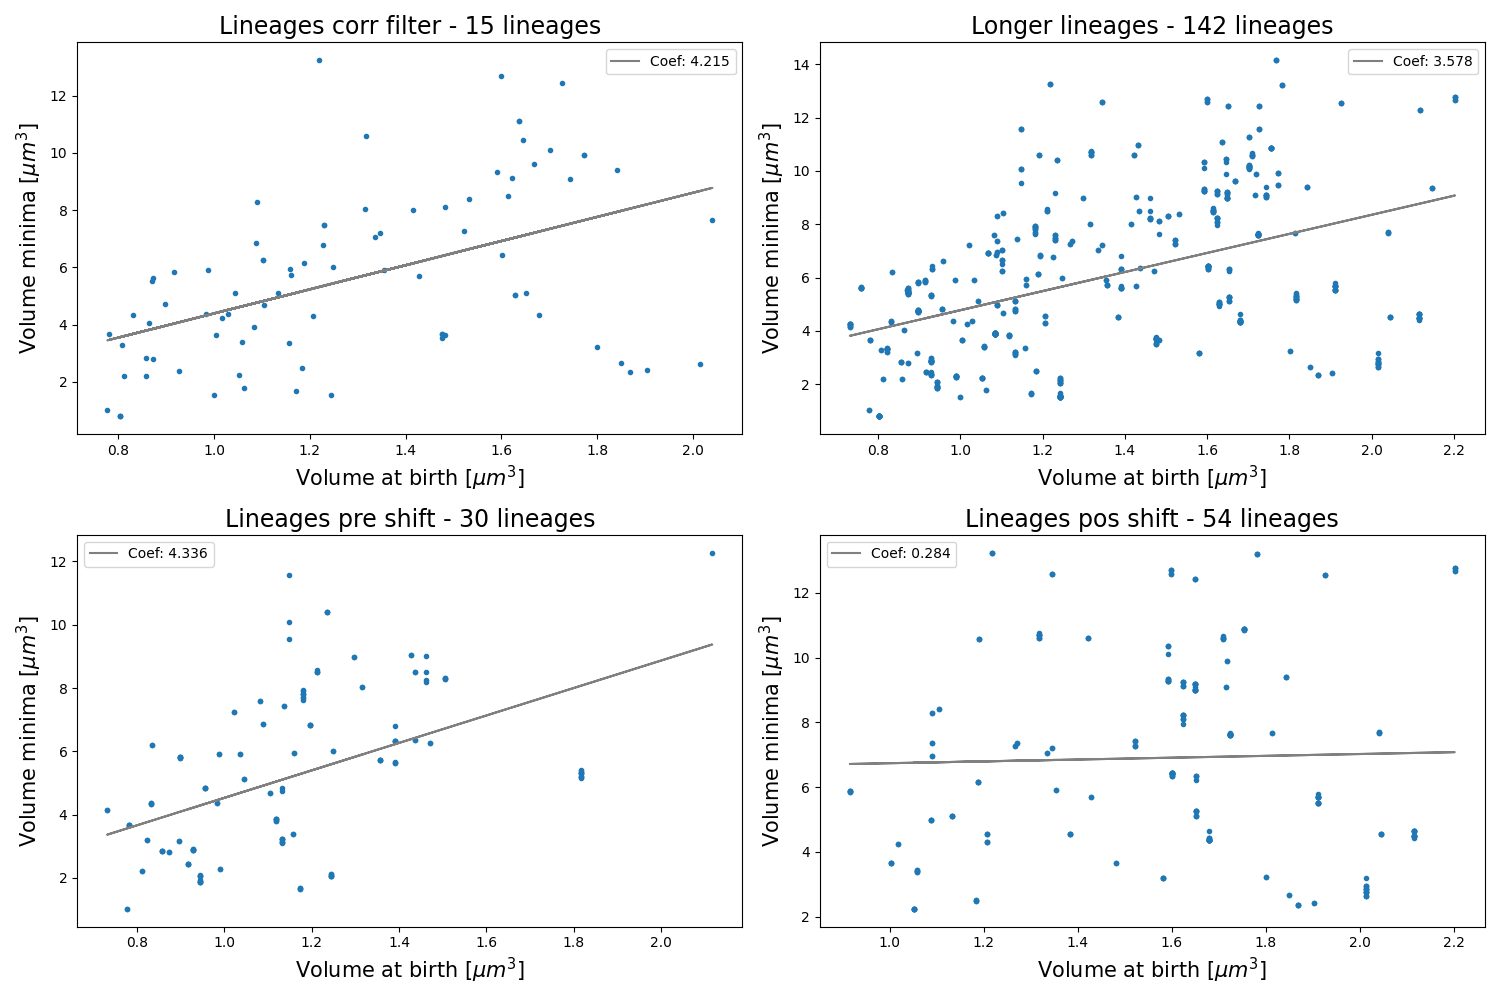 Lineages corr filter - 15 lineages
Coef: 4.215
Volume minima [μm³]
12
10
8
6
4
2
0.8 1.0 1.2 1.4 1.6 1.8 2.0
Volume at birth [μm³]
Longer lineages - 142 lineages
Coef: 3.578
Volume minima [μm³]
14
12
10
8
6
4
2
0.8 1.0 1.2 1.4 1.6 1.8 2.0 2.2
Volume at birth [μm³]
Lineages pre shift - 30 lineages
Coef: 4.336
Volume minima [μm³]
12
10
8
6
4
2
0.8 1.0 1.2 1.4 1.6 1.8 2.0
Volume at birth [μm³]
Lineages pos shift - 54 lineages
Coef: 0.284
Volume minima [μm³]
12
10
8
6
4
2
1.0 1.2 1.4 1.6 1.8 2.0 2.2
Volume at birth [μm³]